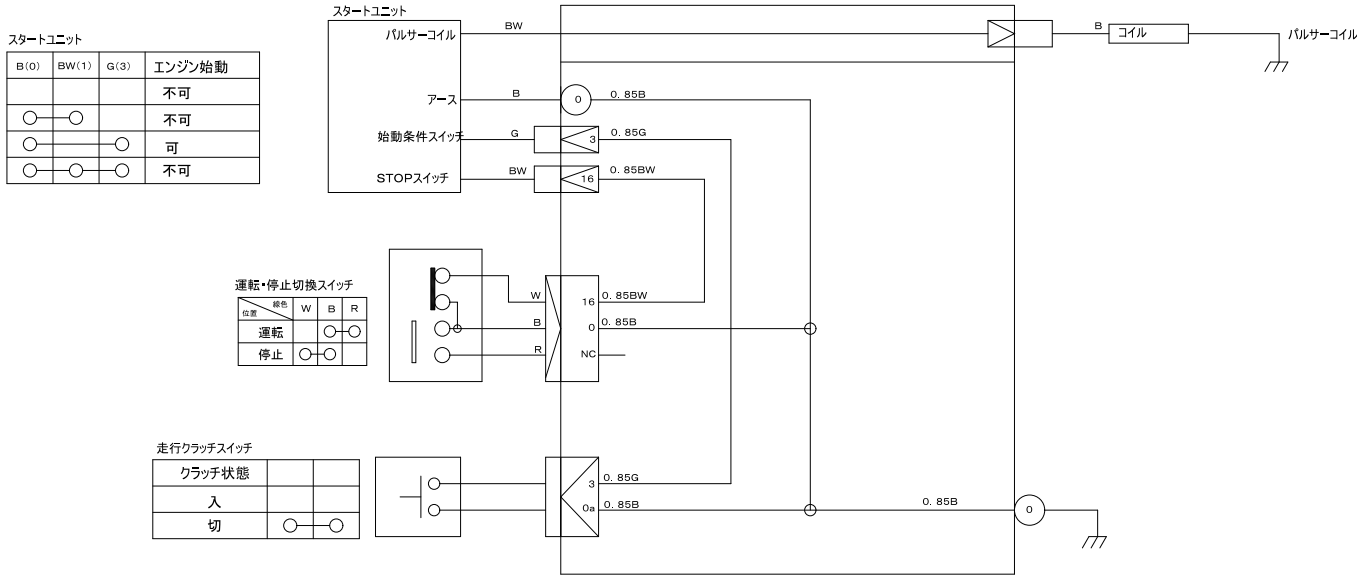 スタートユニット
B(0) BW(1) G(3) エンジン始動
不可
不可
可
不可
スタートユニット
パルサーコイル BW
アース B 0 0. 85B
始動条件スイッチ G 3 0. 85G
STOPスイッチ BW 16 0. 85BW
B コイル パルサーコイル
運転・停止切換スイッチ
線色 位置 W B R
運転
停止
W 16 0. 85BW
B 0 0. 85B
R NC
走行クラッチスイッチ
クラッチ状態
入
切
3 0. 85G
0a 0. 85B 0. 85B 0